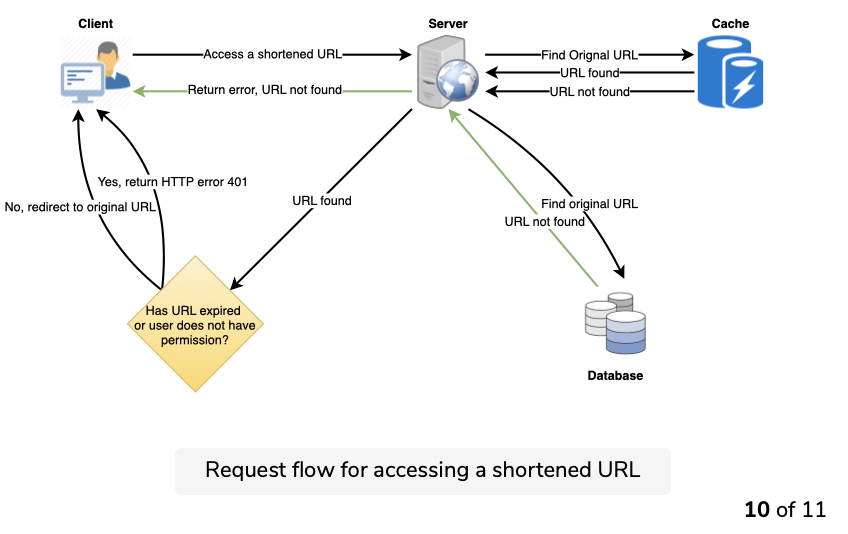 Client
Server
Cache
Access a shortened URL
Find Orignal URL
URL found
Return error, URL not found
URL not found
Yes, return HTTP error 401
No, redirect to original URL
URL found
Find original URL
URL not found
Has URL expired
or user does not have
permission?
Database
Request flow for accessing a shortened URL
10 of 11